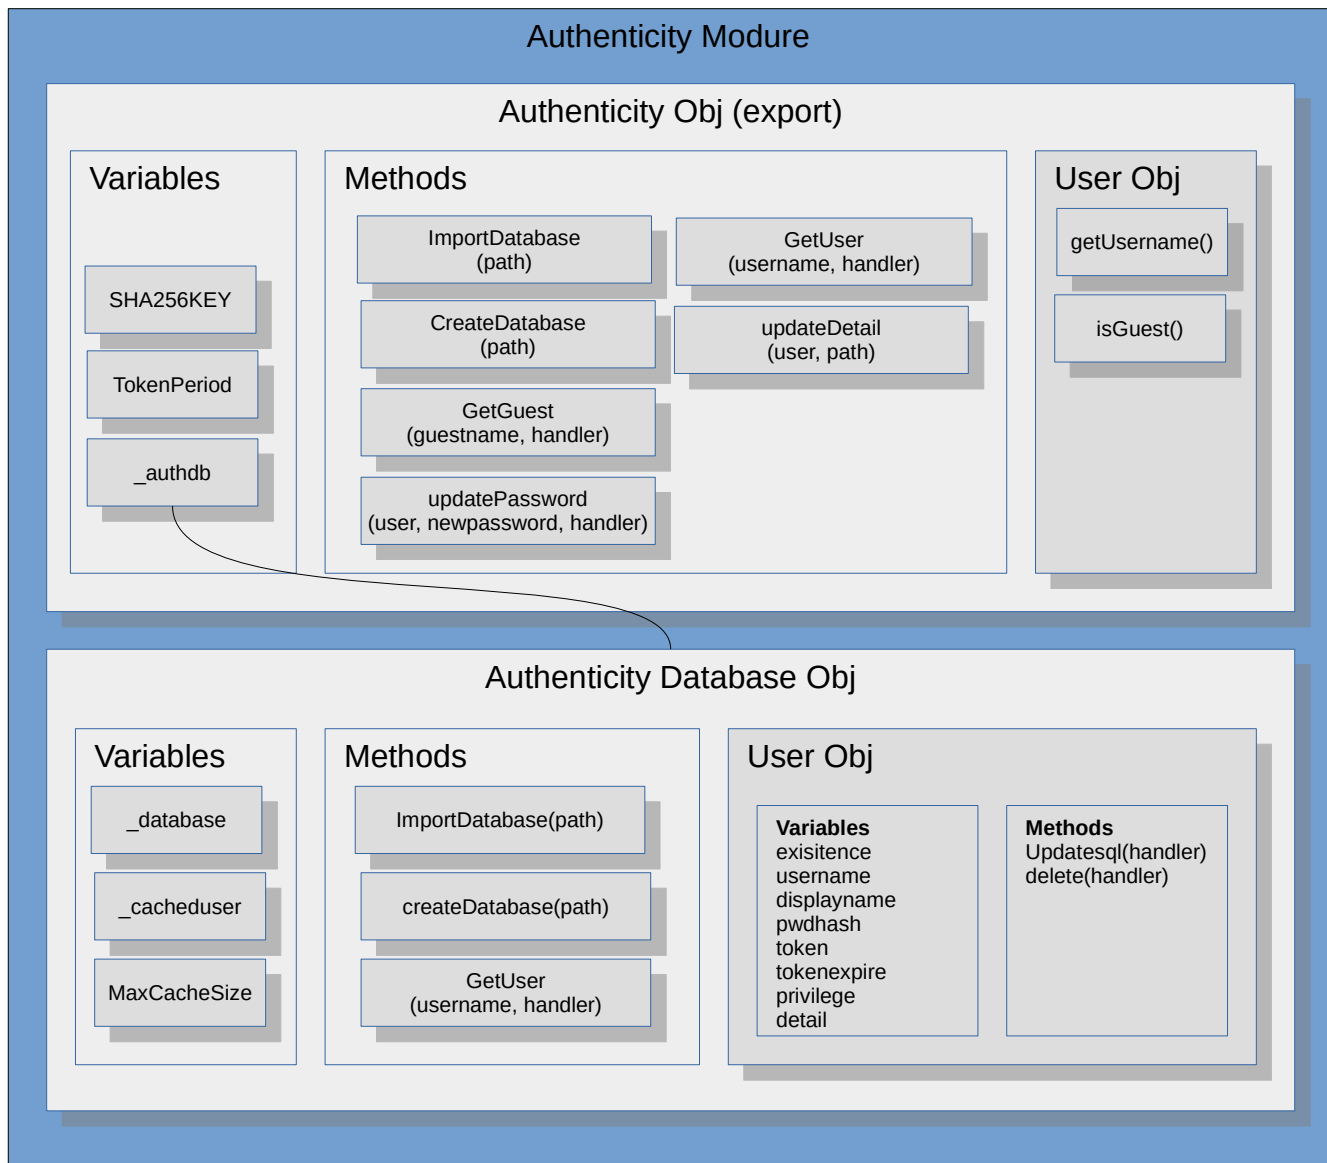 Authenticity Modure
Authenticity Obj (export)
Variables
SHA256KEY
TokenPeriod
_authdb
Methods
ImportDatabase
(path)
CreateDatabase
(path)
GetGuest
(guestname, handler)
updatePassword
(user, newpassword, handler)
GetUser
(username, handler)
updateDetail
(user, path)
User Obj
getUsername()
isGuest()
Authenticity Database Obj
Variables
_database
_cacheduser
MaxCacheSize
Methods
ImportDatabase(path)
createDatabase(path)
GetUser
(username, handler)
User Obj
Variables
exisitence
username
displayname
pwdhash
token
tokenexpire
privilege
detail
Methods
Updatesql(handler)
delete(handler)